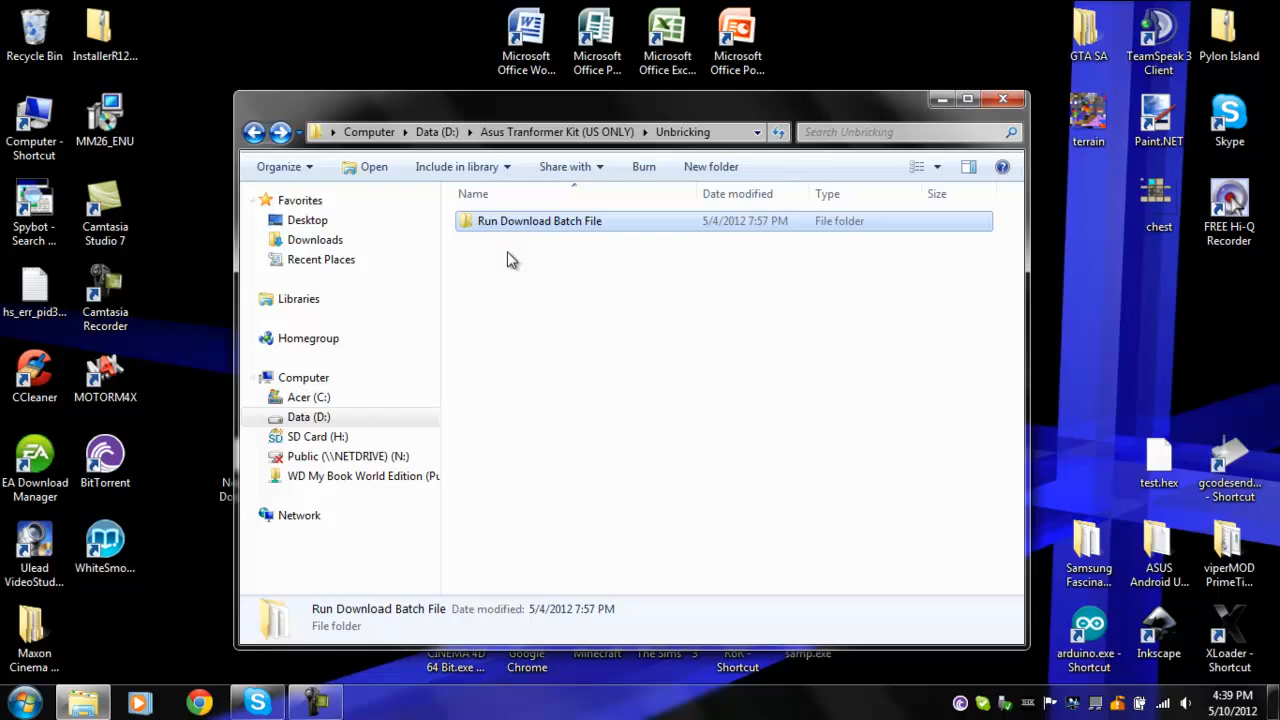 Recycle Bin
InstallerR12...
Microsoft
Office Wo...
Microsoft
Office P...
Microsoft
Office Exc...
Microsoft
Office Po...
GTA SA
TeamSpeak 3
Client
Pylon Island
Computer -
Shortcut
MM26_ENU
terrain
Paint.NET
Skype
Spybot -
Search ...
Camtasia
Studio 7
chest
FREE Hi-Q
Recorder
hs_err_pid3...
Camtasia
Recorder
CCleaner
MOTORM4X
EA Download
Manager
BitTorrent
test.hex
gcodesend...
- Shortcut
Ulead
VideoStud...
WhiteSmo...
Samsung
Fascina...
ASUS
Android U...
viperMOD
PrimeTi...
Maxon
Cinema ...
arduino.exe -
Shortcut
Inkscape
XLoader -
Shortcut
Computer
Data (D:)
Asus Tranformer Kit (US ONLY)
Unbricking
Search Unbricking
Organize
Open
Include in library
Share with
Burn
New folder
Name
Date modified
Type
Size
Run Download Batch File
5/4/2012 7:57 PM
File folder
Favorites
Desktop
Downloads
Recent Places
Libraries
Homegroup
Computer
Acer (C:)
Data (D:)
SD Card (H:)
Public (\\NETDRIVE) (N:)
WD My Book World Edition (Pu
Network
Run Download Batch File
Date modified: 5/4/2012 7:57 PM
File folder
CINEMA 4D
64 Bit.exe ...
Google
Chrome
Minecraft
The Sims 3
RoR -
Shortcut
samp.exe
4:39 PM
5/10/2012